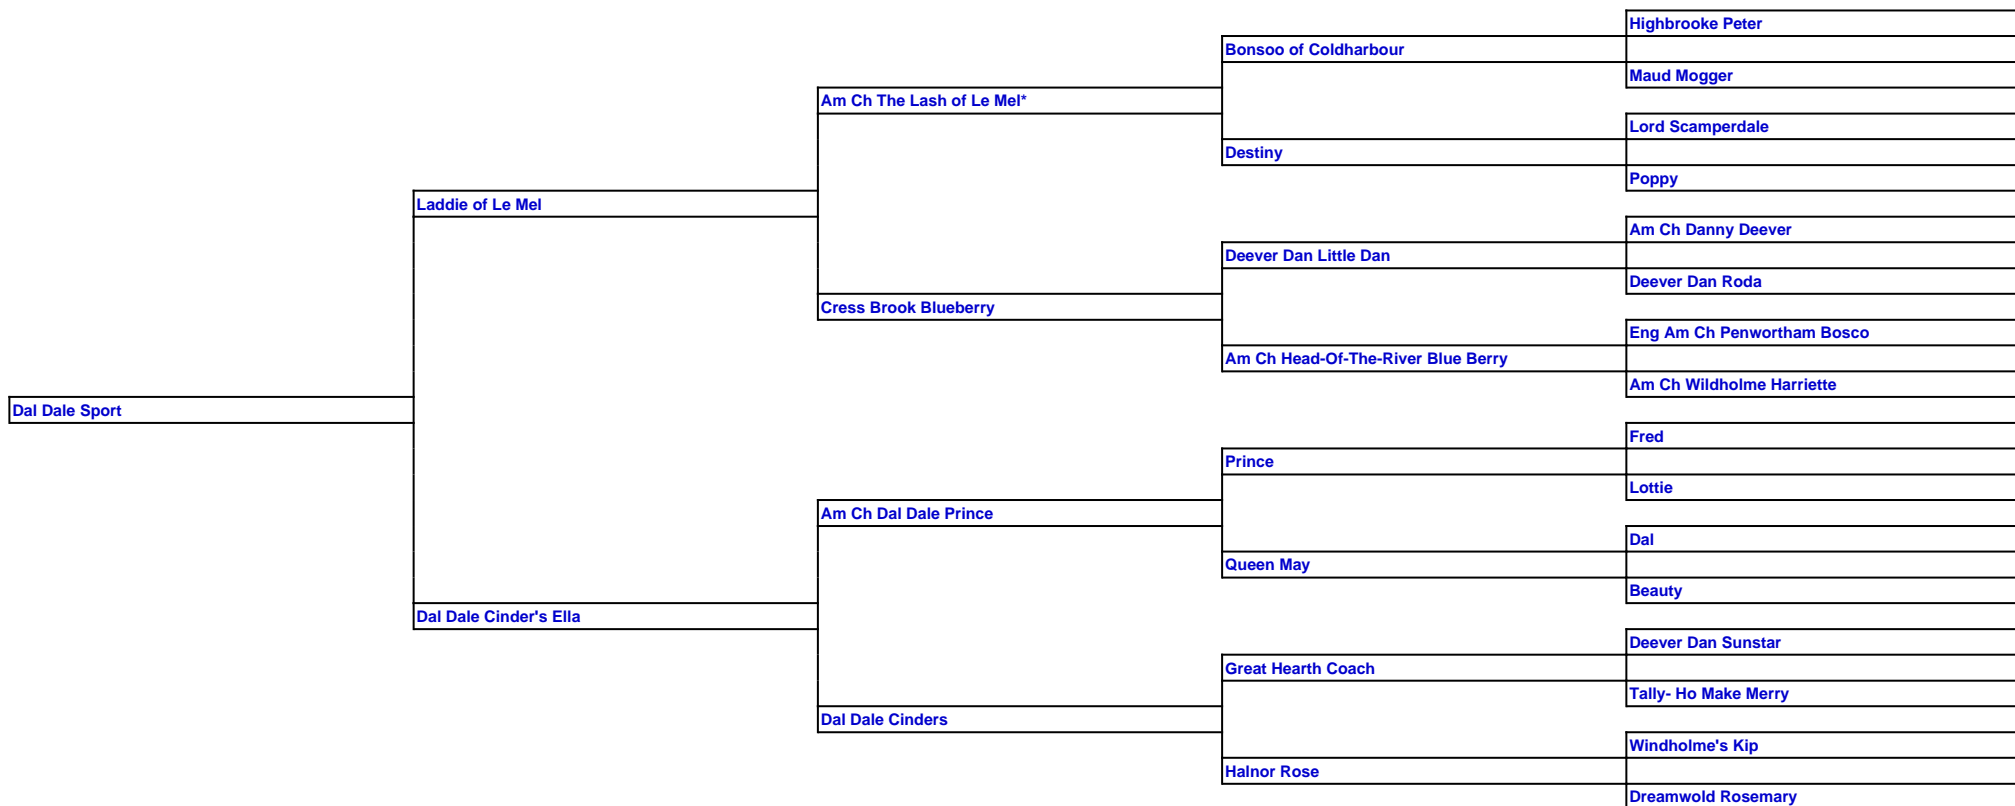 Highbrooke Peter
Bonsoo of Coldharbour
Maud Mogger
Am Ch The Lash of Le Mel*
Lord Scamperdale
Destiny
Poppy
Laddie of Le Mel
Am Ch Danny Deever
Deever Dan Little Dan
Deever Dan Roda
Cress Brook Blueberry
Eng Am Ch Penwortham Bosco
Am Ch Head-Of-The-River Blue Berry
Am Ch Wildholme Harriette
Dal Dale Sport
Fred
Prince
Lottie
Am Ch Dal Dale Prince
Dal
Queen May
Beauty
Dal Dale Cinder's Ella
Deever Dan Sunstar
Great Hearth Coach
Tally- Ho Make Merry
Dal Dale Cinders
Windholme's Kip
Halnor Rose
Dreamwold Rosemary